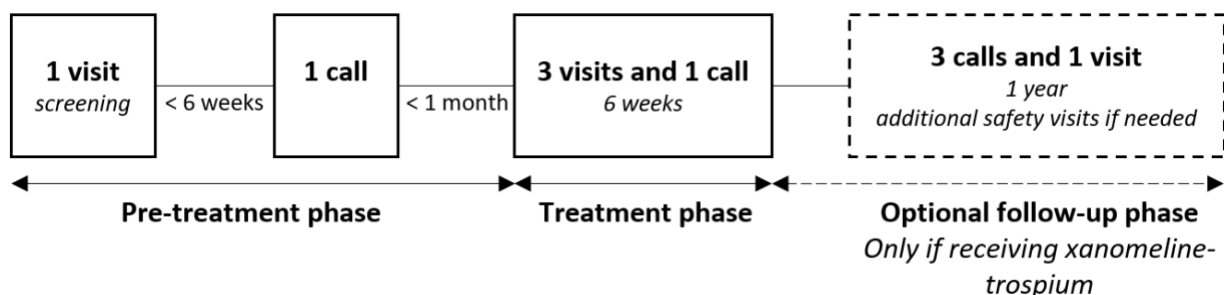 1 visit
screening
< 6 weeks
1 call
< 1 month
3 visits and 1 call
6 weeks
3 calls and 1 visit
1 year
additional safety visits if needed
Pre-treatment phase
Treatment phase
Optional follow-up phase
Only if receiving xanomeline-
trospium